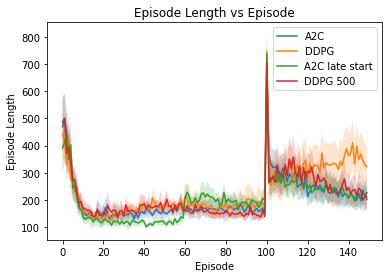 Episode Length vs Episode
A2C
DDPG
A2C late start
DDPG 500
Episode Length
800
700
600
500
400
300
200
100
0 20 40 60 80 100 120 140
Episode